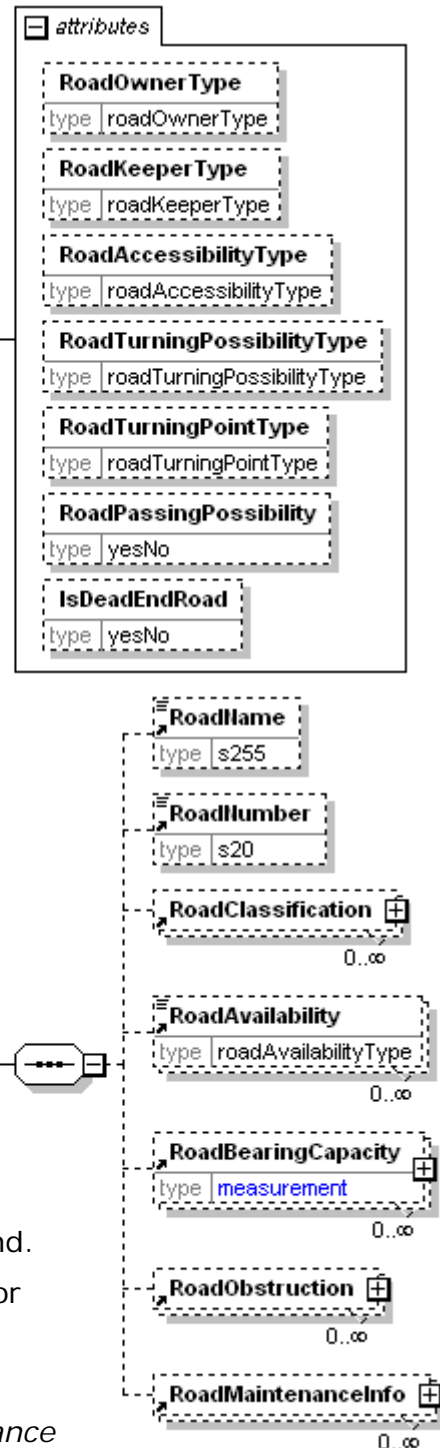 attributes
RoadOwnerType
type roadOwnerType
RoadKeeperType
type roadKeeperType
RoadAccessibilityType
type roadAccessibilityType
RoadTurningPossibilityType
type roadTurningPossibilityType
RoadTurningPointType
type roadTurningPointType
RoadPassingPossibility
type yesNo
IsDeadEndRoad
type yesNo
RoadName
type s255
RoadNumber
type s20
RoadClassification
0..∞
RoadAvailability
type roadAvailabilityType
0..∞
RoadBearingCapacity
type measurement
0..∞
nd.
RoadObstruction
or
0..∞
RoadMaintenanceInfo
ance
0..∞